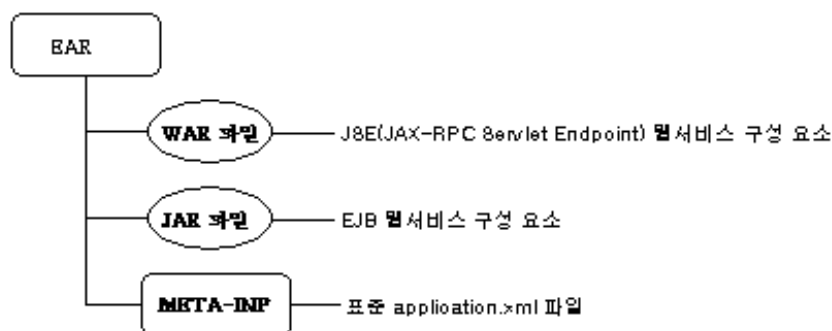 EAR
WAR 파일
JSE(JAX-RPC Servlet Endpoint) 웹서비스 구성 요소
JAR 파일
EJB 웹서비스 구성 요소
META-INF
표준 application.xml 파일